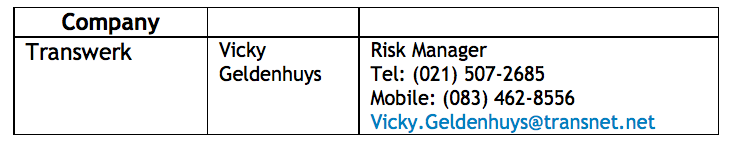 Company
Transwerk
Vicky
Geldenhuys
Risk Manager
Tel: (021) 507-2685
Mobile: (083) 462-8556
Vicky.Geldenhuys@transnet.net